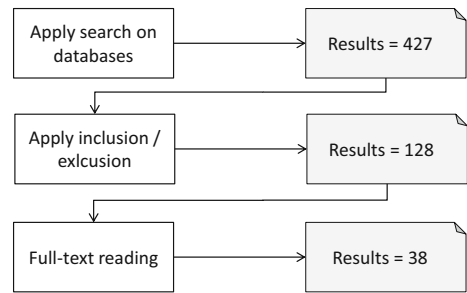 Apply search on
databases
Results = 427
Apply inclusion /
exlcusion
Results = 128
Full-text reading
Results = 38